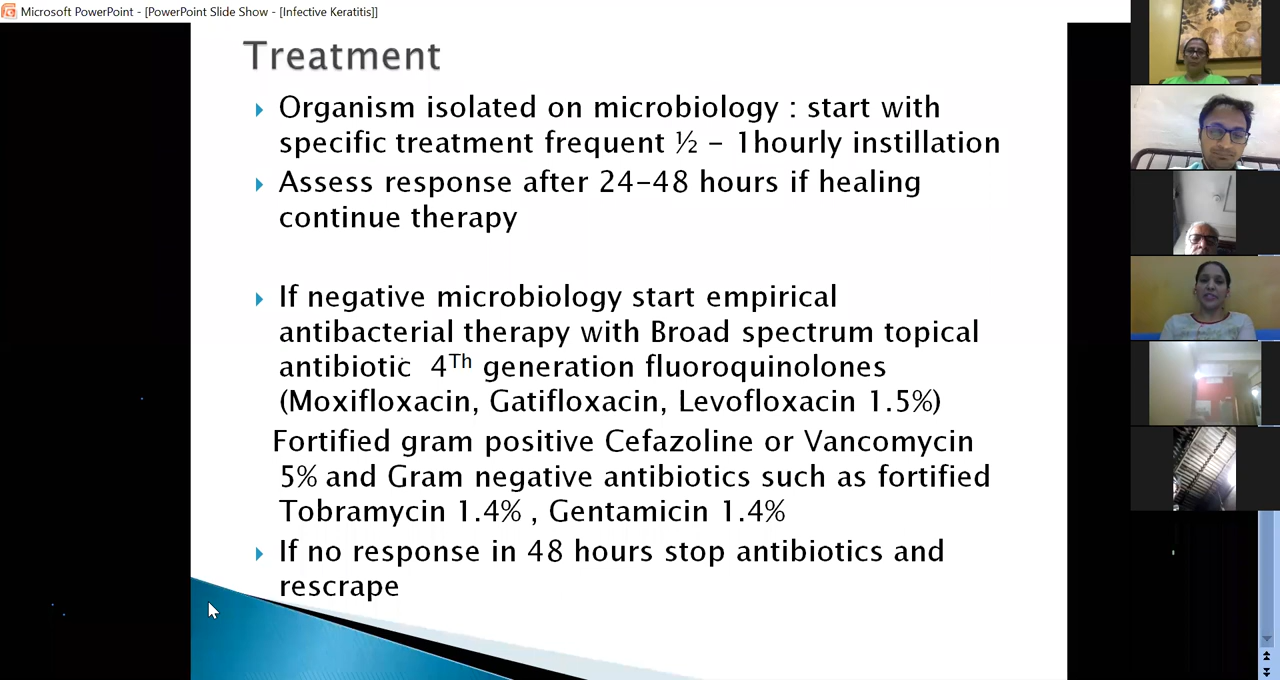 Microsoft PowerPoint - [PowerPoint Slide Show - [Infective Keratitis]]
Treatment
Organism isolated on microbiology : start with
specific treatment frequent ½ – 1hourly instillation
Assess response after 24-48 hours if healing
continue therapy
If negative microbiology start empirical
antibacterial therapy with Broad spectrum topical
antibiotic 4Th generation fluoroquinolones
(Moxifloxacin, Gatifloxacin, Levofloxacin 1.5%)
Fortified gram positive Cefazoline or Vancomycin
5% and Gram negative antibiotics such as fortified
Tobramycin 1.4% , Gentamicin 1.4%
If no response in 48 hours stop antibiotics and
rescrape